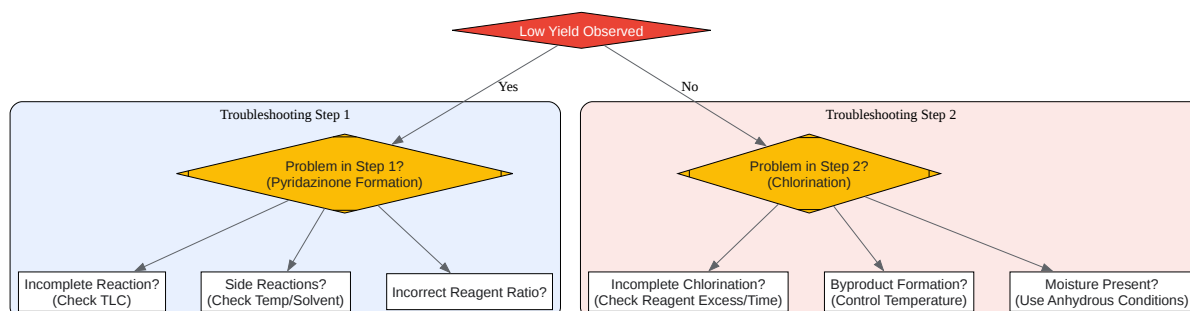 Low Yield Observed
Yes
No
Troubleshooting Step 1
Problem in Step 1?
(Pyridazinone Formation)
Incomplete Reaction?
(Check TLC)
Side Reactions?
(Check Temp/Solvent)
Incorrect Reagent Ratio?
Troubleshooting Step 2
Problem in Step 2?
(Chlorination)
Incomplete Chlorination?
(Check Reagent Excess/Time)
Byproduct Formation?
(Control Temperature)
Moisture Present?
(Use Anhydrous Conditions)